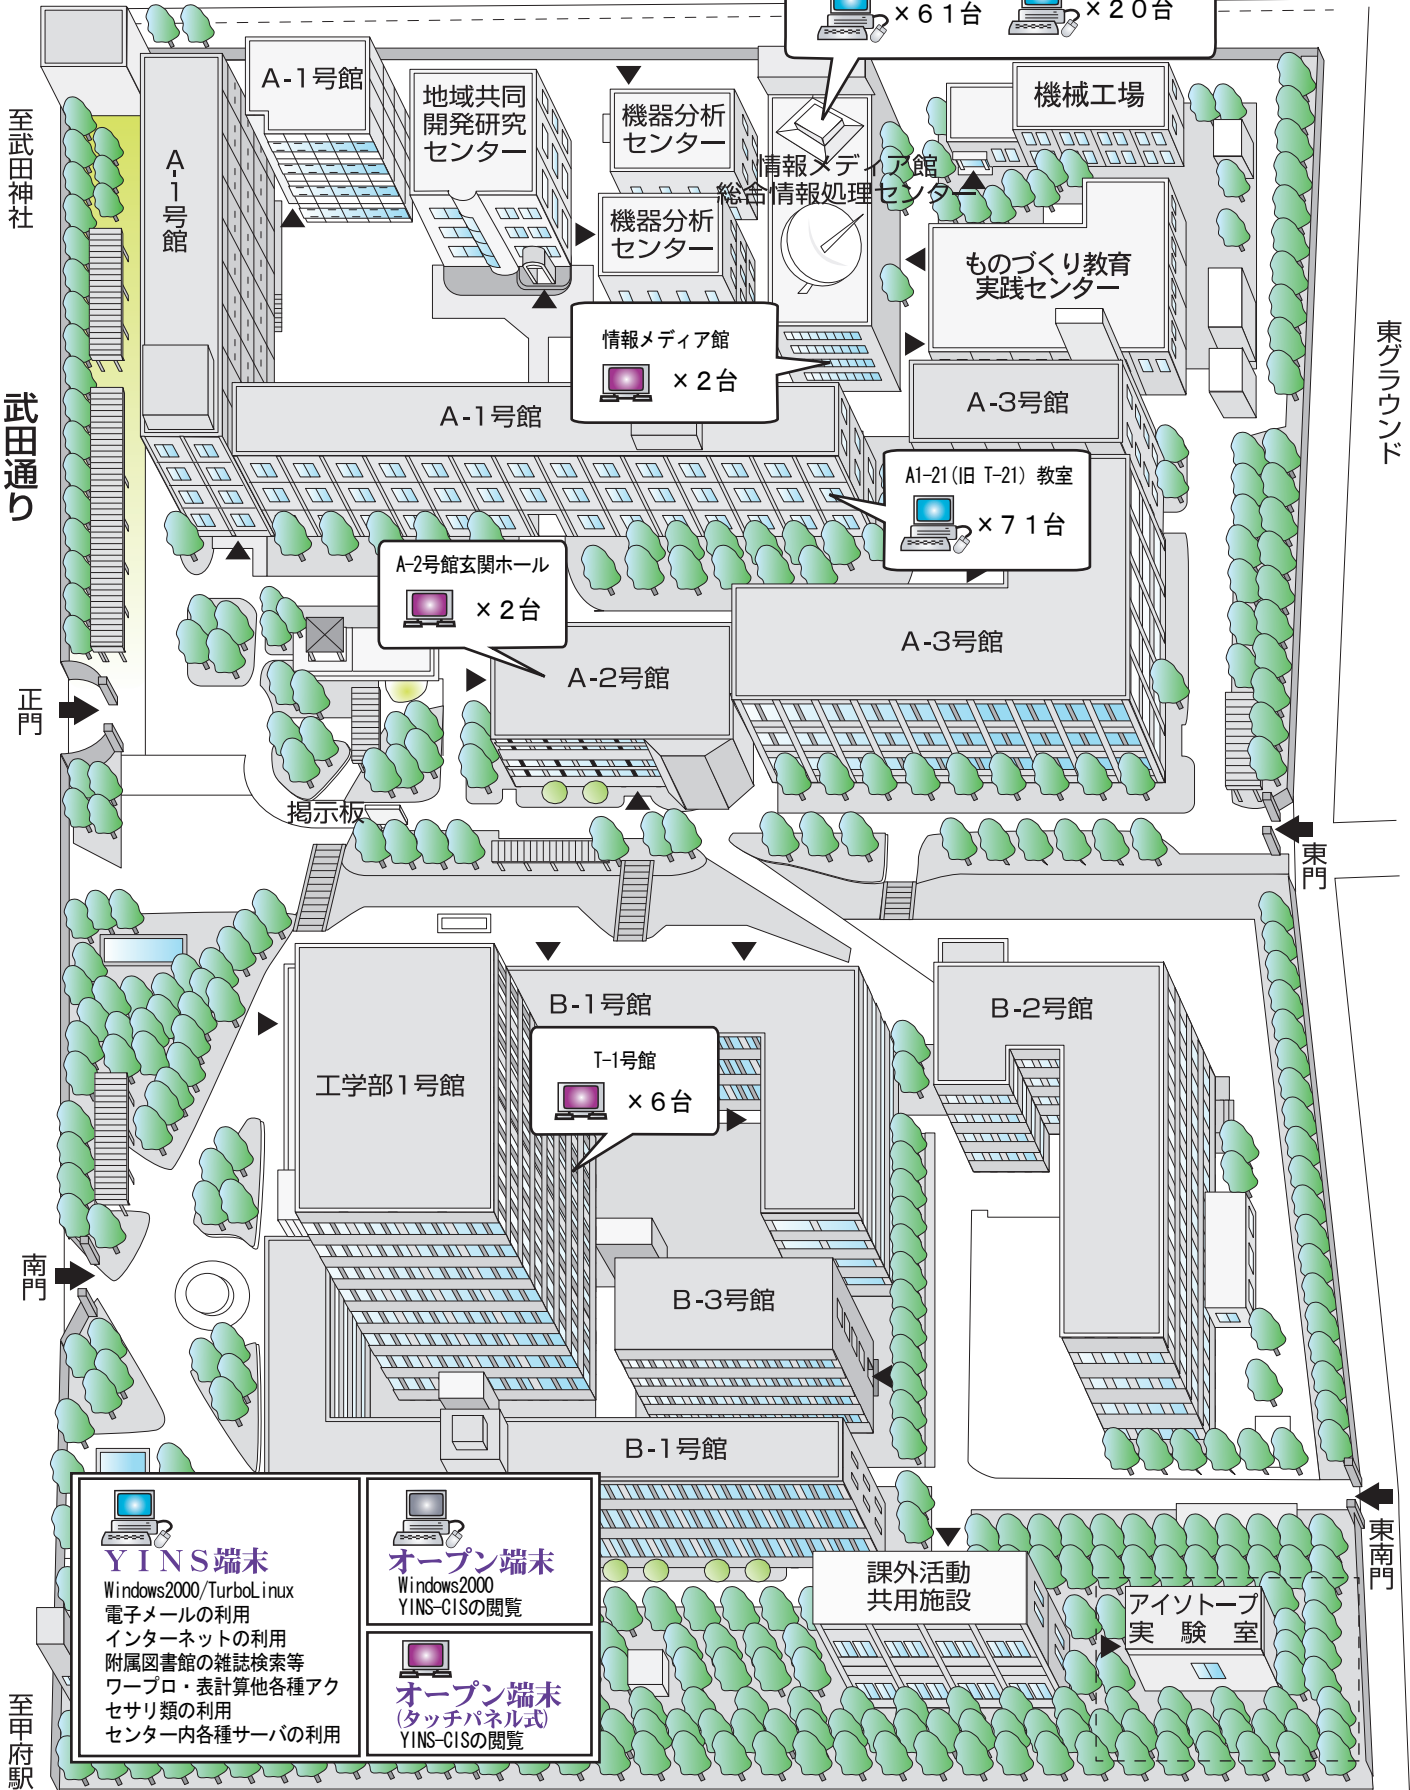 ×61台
×20台
A-1号館
地域共同
開発研究
センター
機器分析
センター
機械工場
至武田神社
A-1号館
情報メディア館
総合情報処理センター
機器分析
センター
ものづくり教育
実践センター
東グラウンド
情報メディア館
×2台
武田通り
A-1号館
A-3号館
A1-21(旧 T-21) 教室
×71台
A-2号館玄関ホール
×2台
A-3号館
A-2号館
正門
掲示板
東門
B-1号館
B-2号館
T-1号館
×6台
工学部1号館
南門
B-3号館
B-1号館
東南門
課外活動
共用施設
アイソトープ
実験室
YINS端末
Windows2000/TurboLinux
電子メールの利用
インターネットの利用
附属図書館の雑誌検索等
ワープロ・表計算他各種アク
セサリ類の利用
センター内各種サーバの利用
オープン端末
Windows2000
YINS-CISの閲覧
オープン端末
(タッチパネル式)
YINS-CISの閲覧
至甲府駅